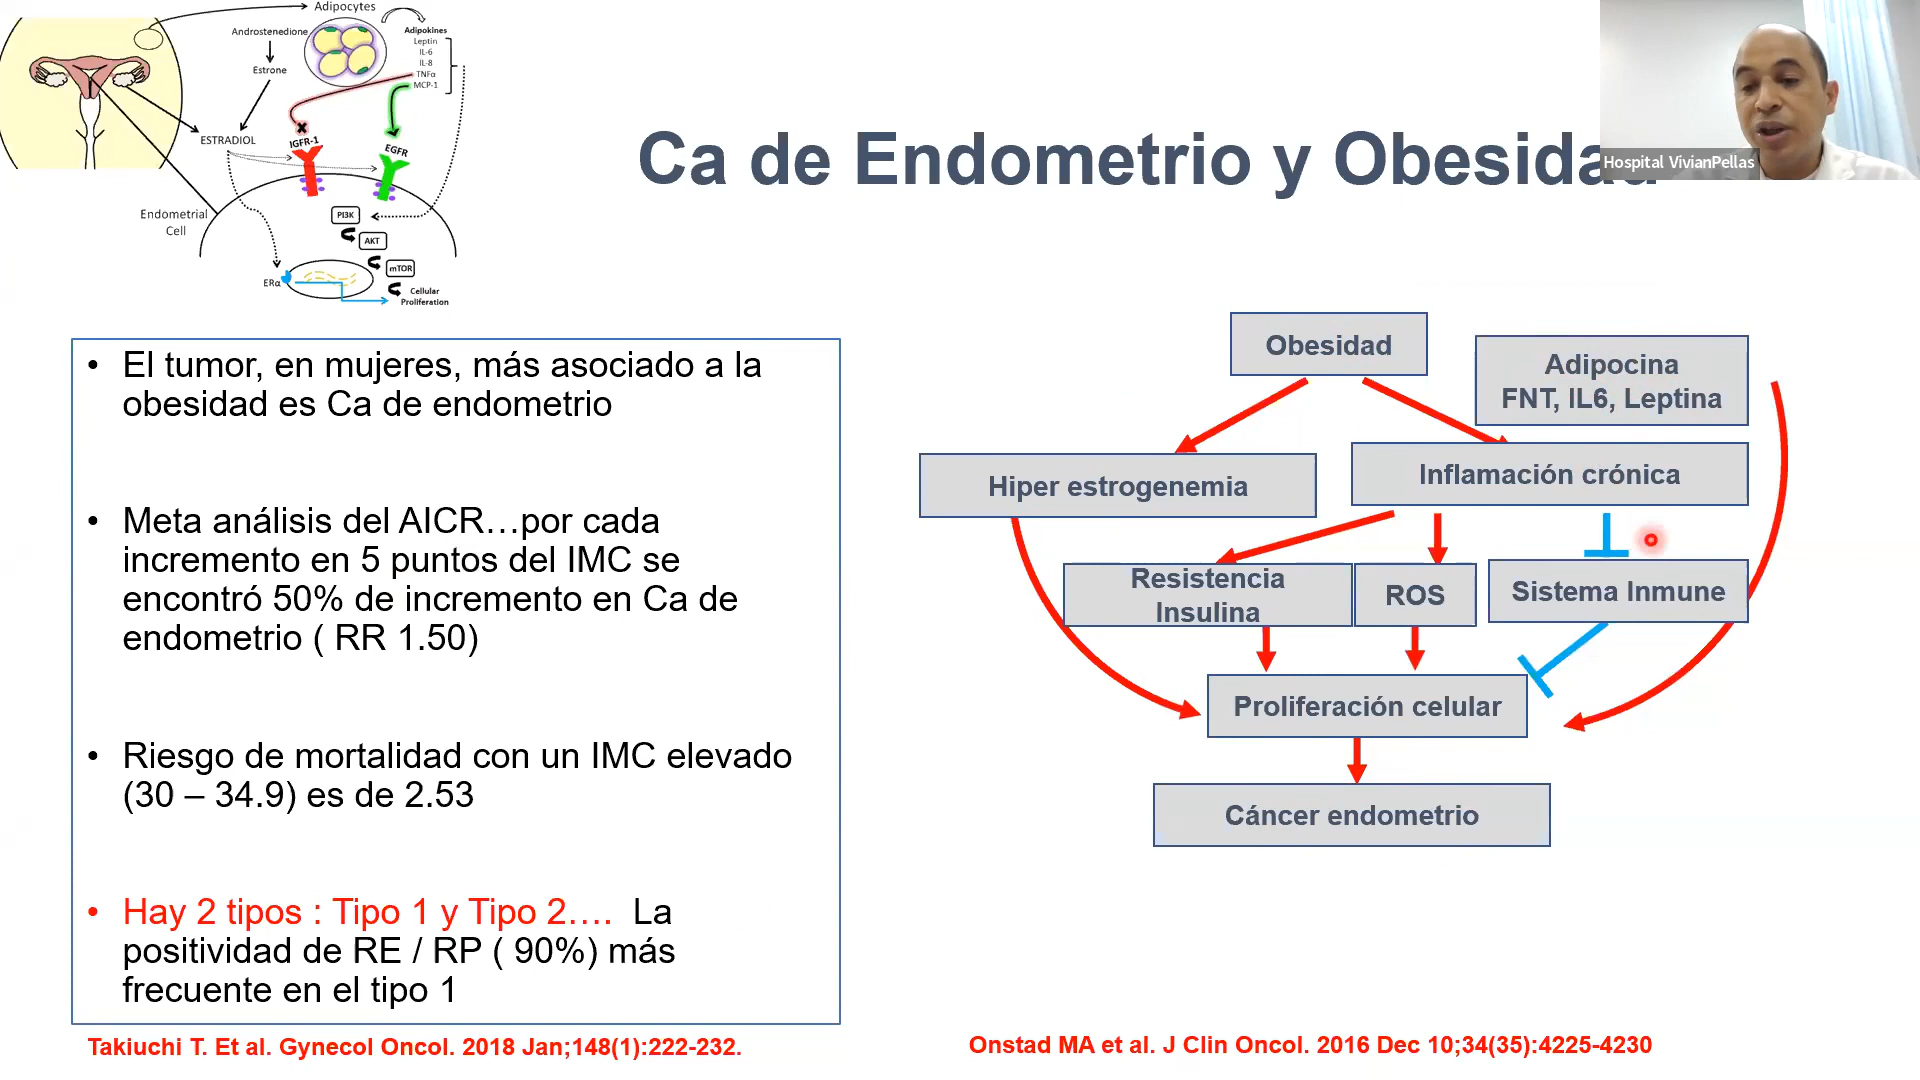 Adipocytes
Androstenedione
Adipokines
Leptin
IL-6
IL-8
TNFα
MCP-1
Estrone
ESTRADIOL
IGFR-1
EGFR
Endometrial
Cell
PI3K
AKT
mTOR
ERα
Cellular
Proliferation
Ca de Endometrio y Obesidad
Hospital VivianPellas
• El tumor, en mujeres, más asociado a la
obesidad es Ca de endometrio
• Meta análisis del AICR…por cada
incremento en 5 puntos del IMC se
encontró 50% de incremento en Ca de
endometrio ( RR 1.50)
• Riesgo de mortalidad con un IMC elevado
(30 – 34.9) es de 2.53
• Hay 2 tipos : Tipo 1 y Tipo 2…. La
positividad de RE / RP ( 90%) más
frecuente en el tipo 1
Takiuchi T. Et al. Gynecol Oncol. 2018 Jan;148(1):222-232.
Obesidad
Adipocina
FNT, IL6, Leptina
Hiper estrogenemia
Inflamación crónica
Resistencia
Insulina
ROS
Sistema Inmune
Proliferación celular
Cáncer endometrio
Onstad MA et al. J Clin Oncol. 2016 Dec 10;34(35):4225-4230